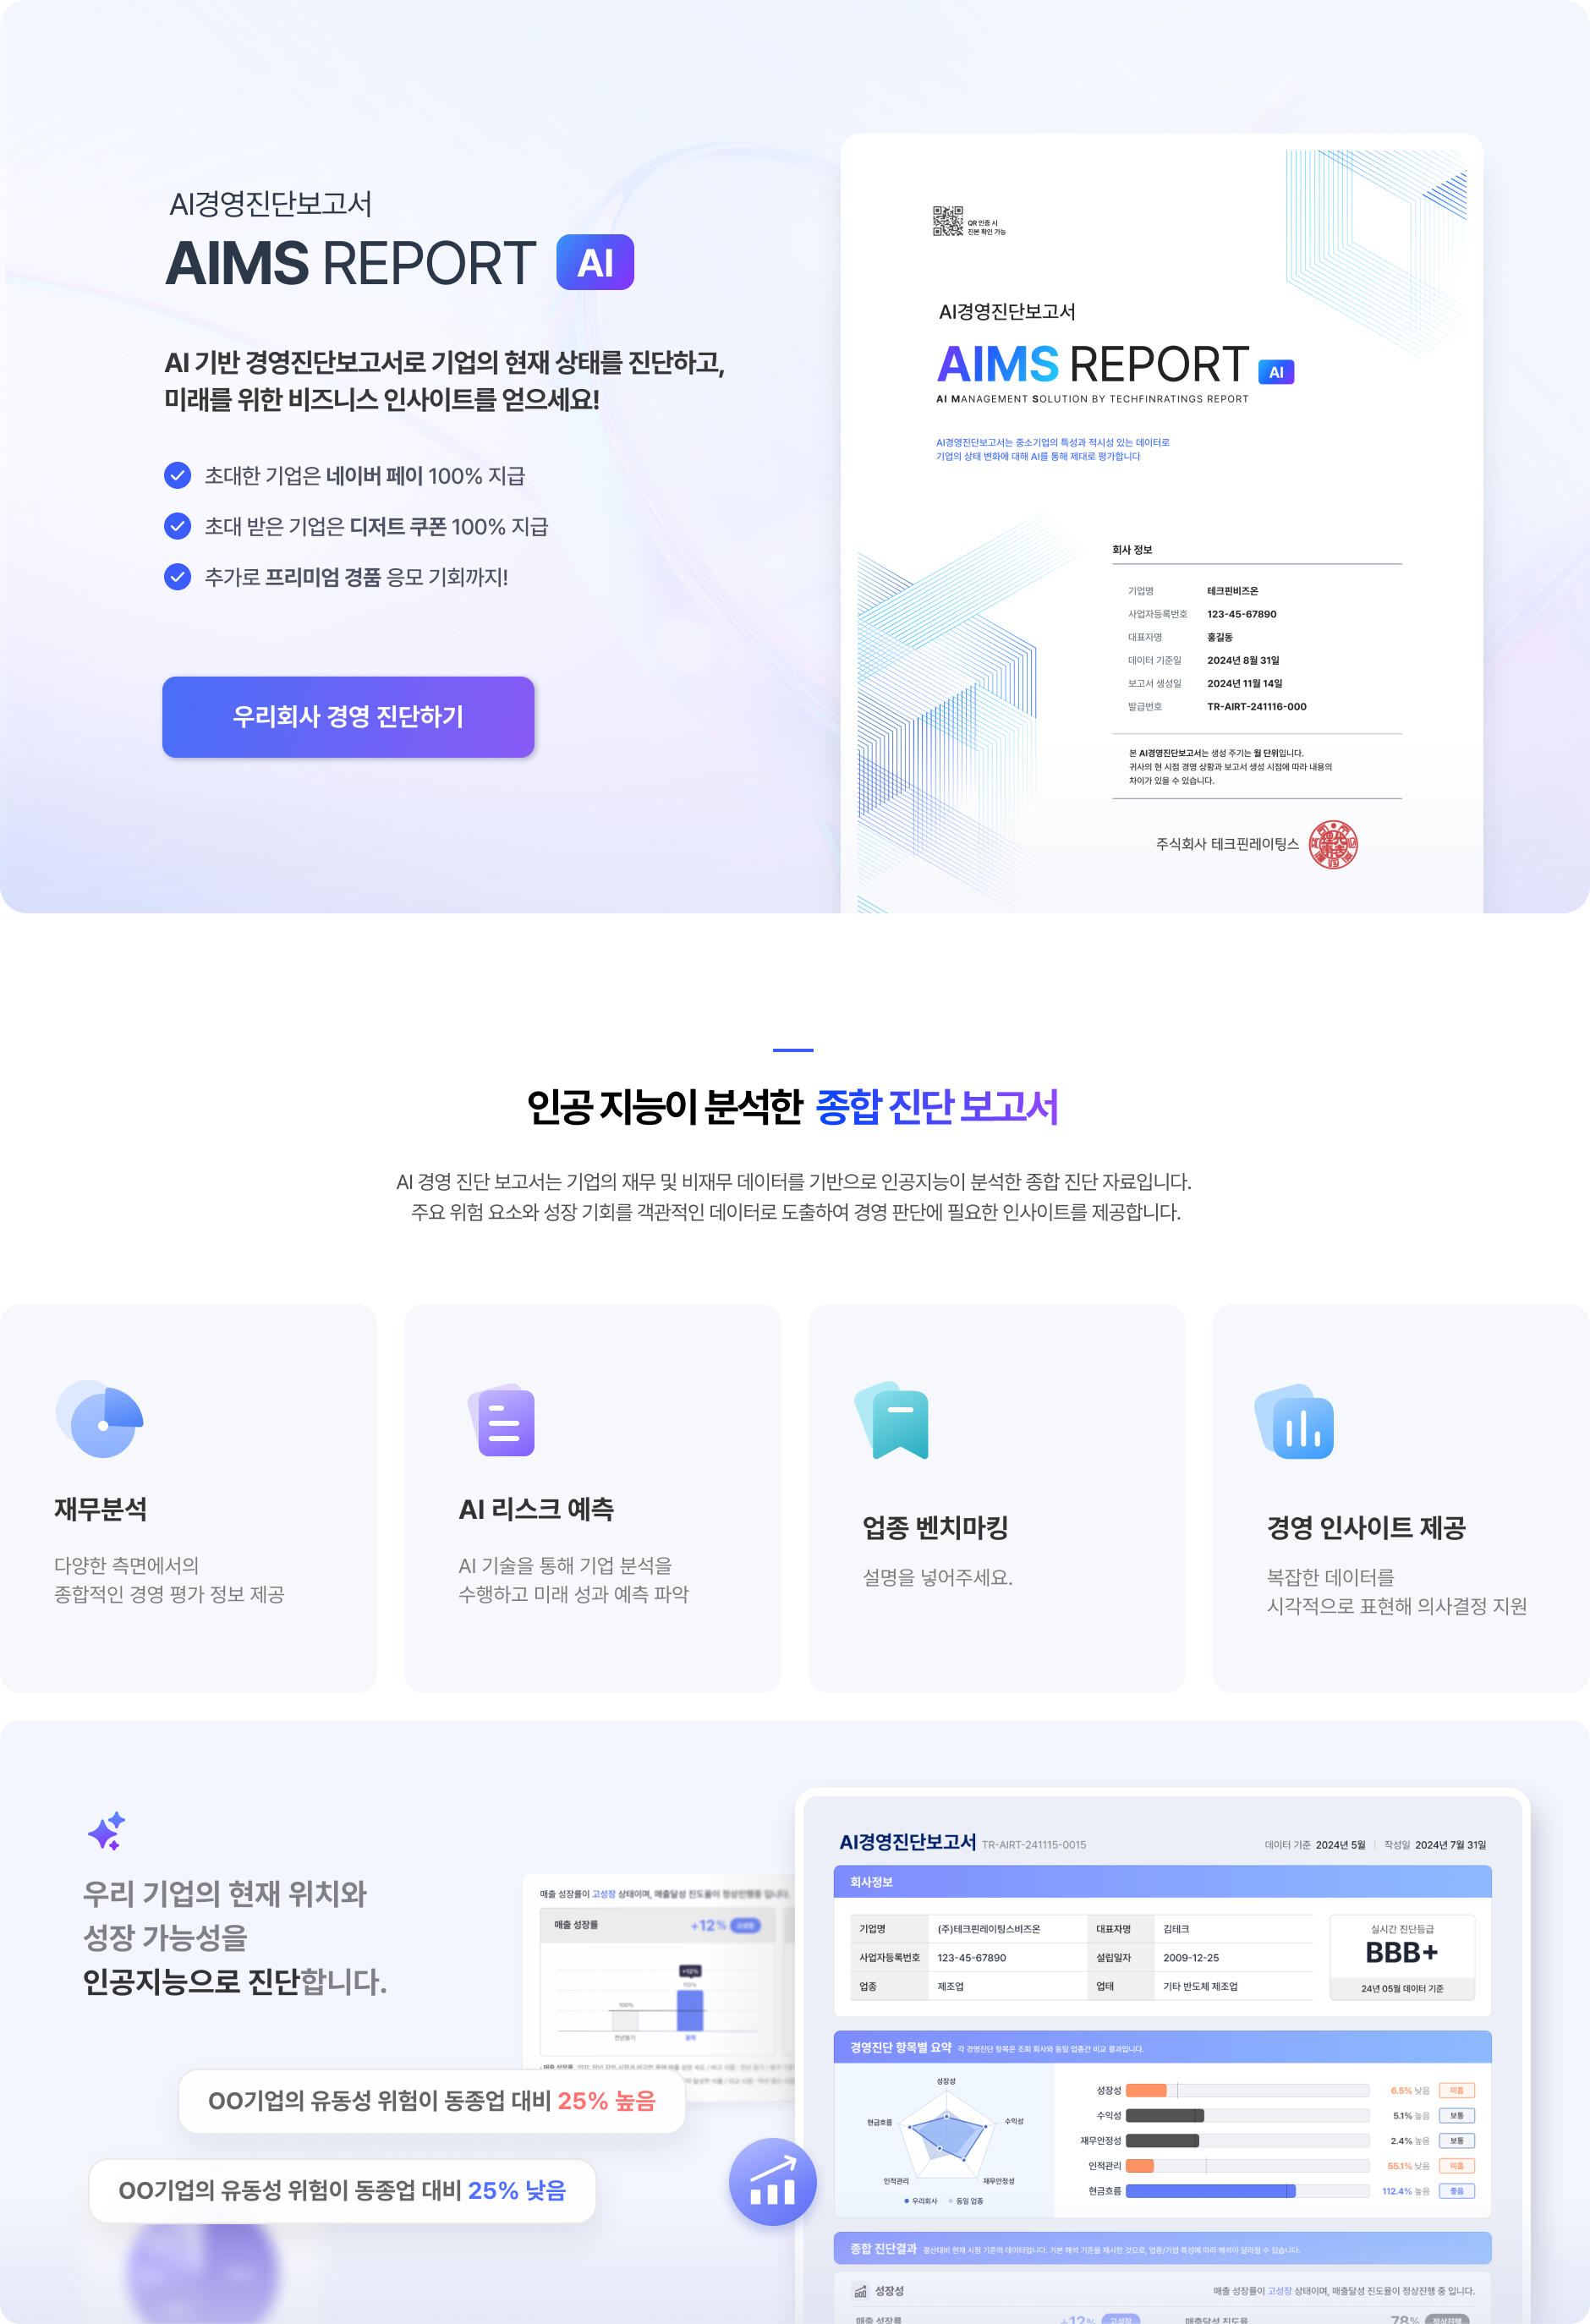 AI경영진단보고서
AIMS REPORT AI
AI 기반 경영진단보고서로 기업의 현재 상태를 진단하고,
미래를 위한 비즈니스 인사이트를 얻으세요!
초대한 기업은 네이버 페이 100% 지급
초대 받은 기업은 디저트 쿠폰 100% 지급
추가로 프리미엄 경품 응모 기회까지!
우리회사 경영 진단하기
QR 인증 시
진본 확인 가능
AI경영진단보고서
AIMS REPORT AI
AI MANAGEMENT SOLUTION BY TECHFINRATINGS REPORT
AI경영진단보고서는 중소기업의 특성과 적시성 있는 데이터로
기업의 상태 변화에 대해 AI를 통해 제대로 평가합니다
회사 정보
기업명 테크핀비즈온
사업자등록번호 123-45-67890
대표자명 홍길동
데이터 기준일 2024년 8월 31일
보고서 생성일 2024년 11월 14일
발급번호 TR-AIRT-241116-000
본 AI경영진단보고서는 생성 주기는 월 단위입니다.
귀사의 현 시점 경영 상황과 보고서 생성 시점에 따라 내용의
차이가 있을 수 있습니다.
주식회사 테크핀레이팅스
인공 지능이 분석한 종합 진단 보고서
AI 경영 진단 보고서는 기업의 재무 및 비재무 데이터를 기반으로 인공지능이 분석한 종합 진단 자료입니다.
주요 위험 요소와 성장 기회를 객관적인 데이터로 도출하여 경영 판단에 필요한 인사이트를 제공합니다.
재무분석
다양한 측면에서의
종합적인 경영 평가 정보 제공
AI 리스크 예측
AI 기술을 통해 기업 분석을
수행하고 미래 성과 예측 파악
업종 벤치마킹
설명을 넣어주세요.
경영 인사이트 제공
복잡한 데이터를
시각적으로 표현해 의사결정 지원
우리 기업의 현재 위치와
성장 가능성을
인공지능으로 진단합니다.
매출 성장률이 고성장 상태이며, 매출달성 진도율이 정상진행중 입니다.
매출 성장률 +12% 고성장
+12%
112%
100%
전년동기 올해
OO기업의 유동성 위험이 동종업 대비 25% 높음
OO기업의 유동성 위험이 동종업 대비 25% 낮음
AI경영진단보고서 TR-AIRT-241115-0015
데이터 기준 2024년 5월 | 작성일 2024년 7월 31일
회사정보
기업명 (주)테크핀레이팅스비즈온 대표자명 김테크
사업자등록번호 123-45-67890 설립일자 2009-12-25
업종 제조업 업태 기타 반도체 제조업
실시간 진단등급
BBB+
24년 05월 데이터 기준
경영진단 항목별 요약 각 경영진단 항목은 조회 회사와 동일 업종간 비교 결과입니다.
성장성
현금흐름 수익성
인적관리 재무안정성
우리회사 동일 업종
성장성 6.5% 낮음 미흡
수익성 5.1% 높음 보통
재무안정성 2.4% 높음 보통
인적관리 55.1% 낮음 미흡
현금흐름 112.4% 높음 좋음
종합 진단결과 결산대비 현재 시점 기준의 데이터입니다. 기본 해석 기준을 제시한 것으로, 업종/기업 특성에 따라 해석이 달라질 수 있습니다.
성장성 매출 성장률이 고성장 상태이며, 매출달성 진도율이 정상진행 중 입니다.
매출 성장률 +12% 고성장 매출달성 진도율 78% 정상진행